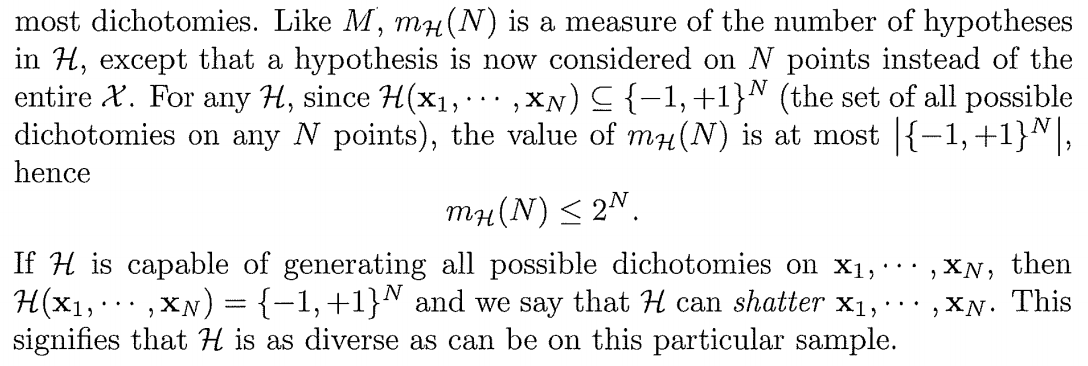 most dichotomies. Like M, m_ℋ(N) is a measure of the number of hypotheses
in ℋ, except that a hypothesis is now considered on N points instead of the
entire 𝒳. For any ℋ, since ℋ(𝐱₁, ⋯ , 𝐱_N) ⊆ {−1, +1}^N (the set of all possible
dichotomies on any N points), the value of m_ℋ(N) is at most |{−1, +1}^N|,
hence
m_ℋ(N) ≤ 2^N.
If ℋ is capable of generating all possible dichotomies on 𝐱₁, ⋯ , 𝐱_N, then
ℋ(𝐱₁, ⋯ , 𝐱_N) = {−1, +1}^N and we say that ℋ can shatter 𝐱₁, ⋯ , 𝐱_N. This
signifies that ℋ is as diverse as can be on this particular sample.